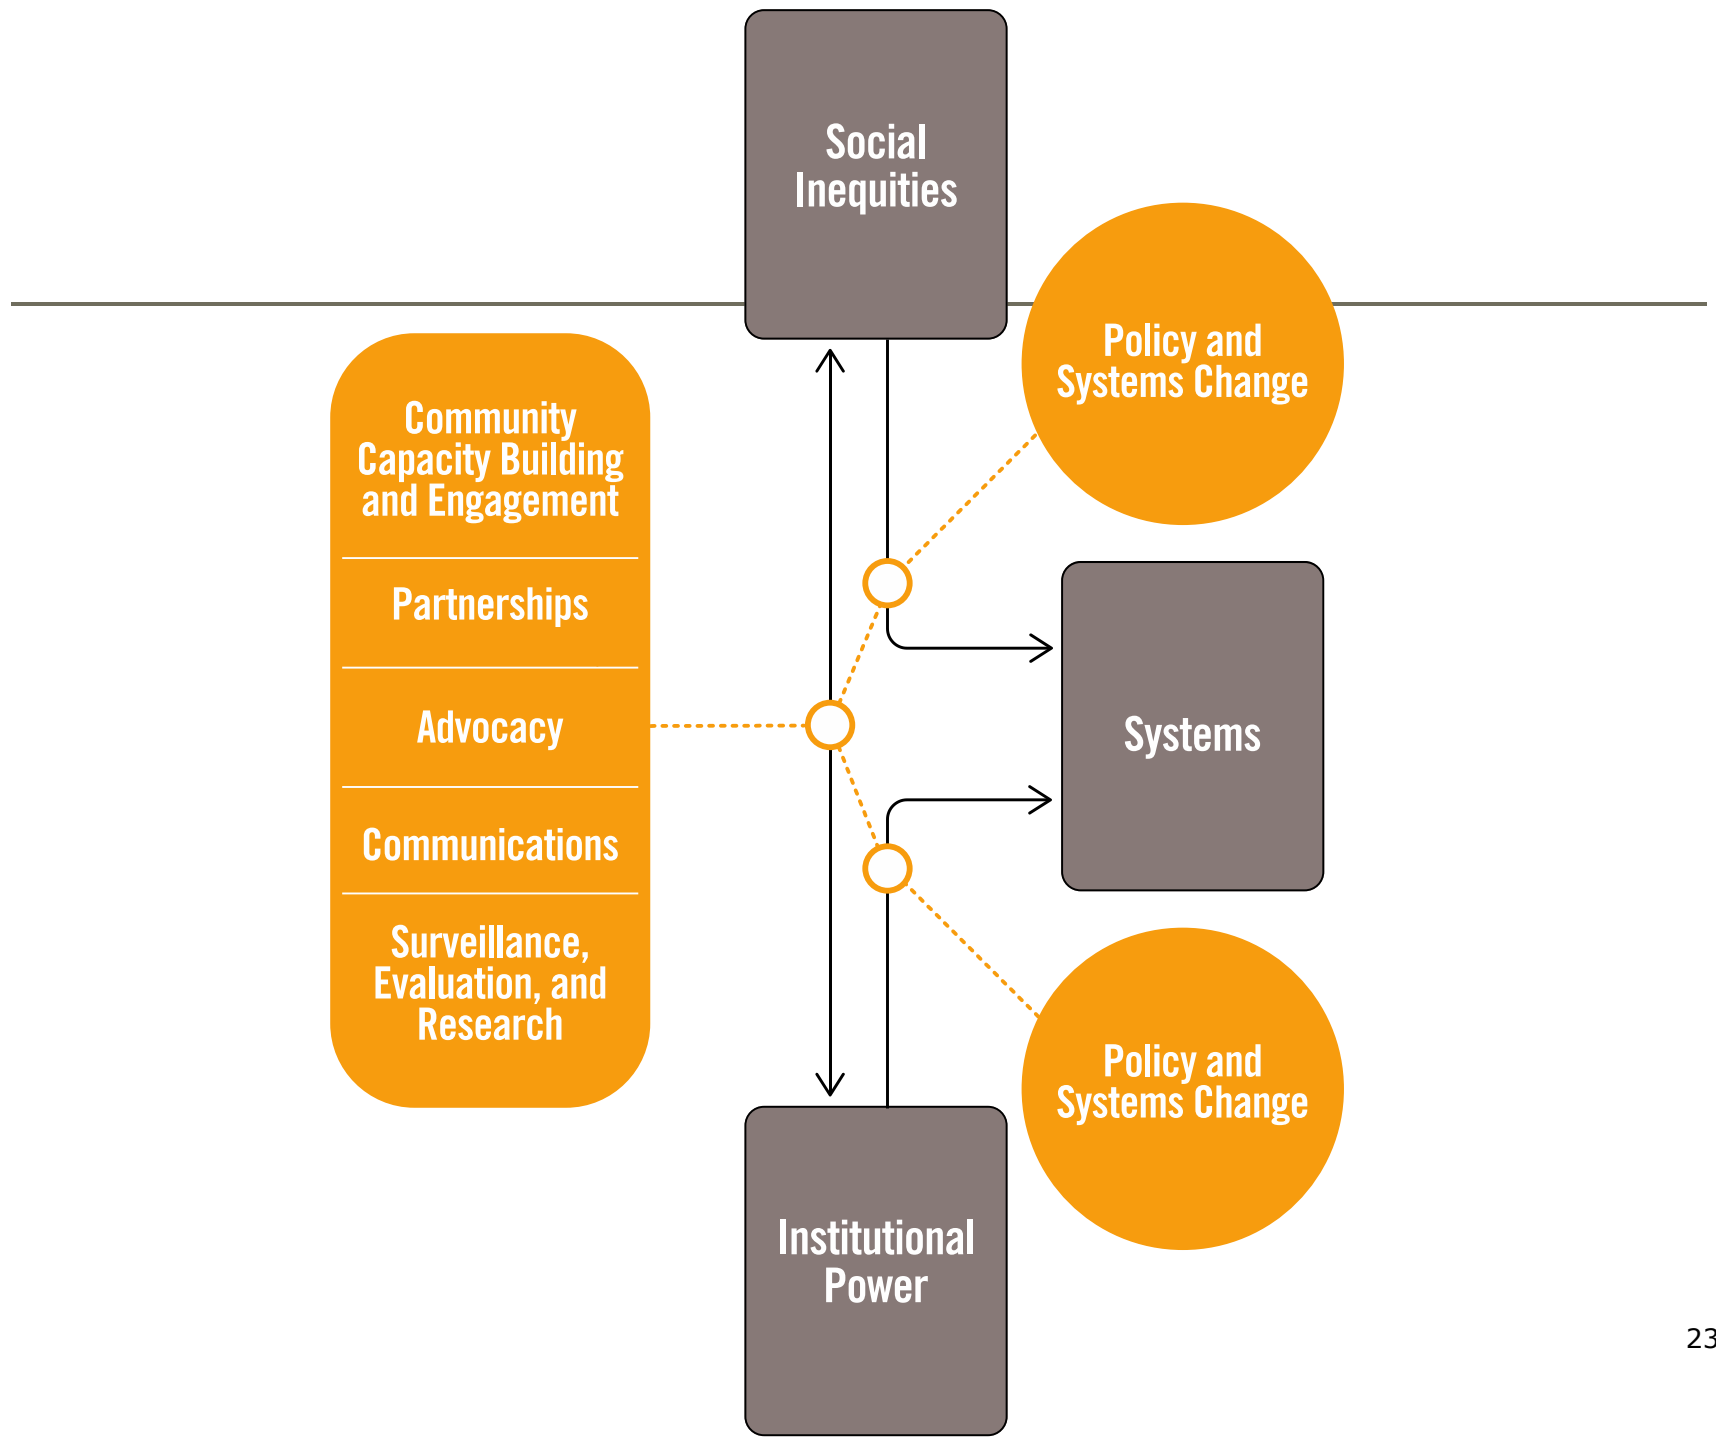 Social
Inequities
Policy and
Systems Change
Community
Capacity Building
and Engagement
Partnerships
Advocacy
Communications
Surveillance,
Evaluation, and
Research
Systems
Policy and
Systems Change
Institutional
Power
23